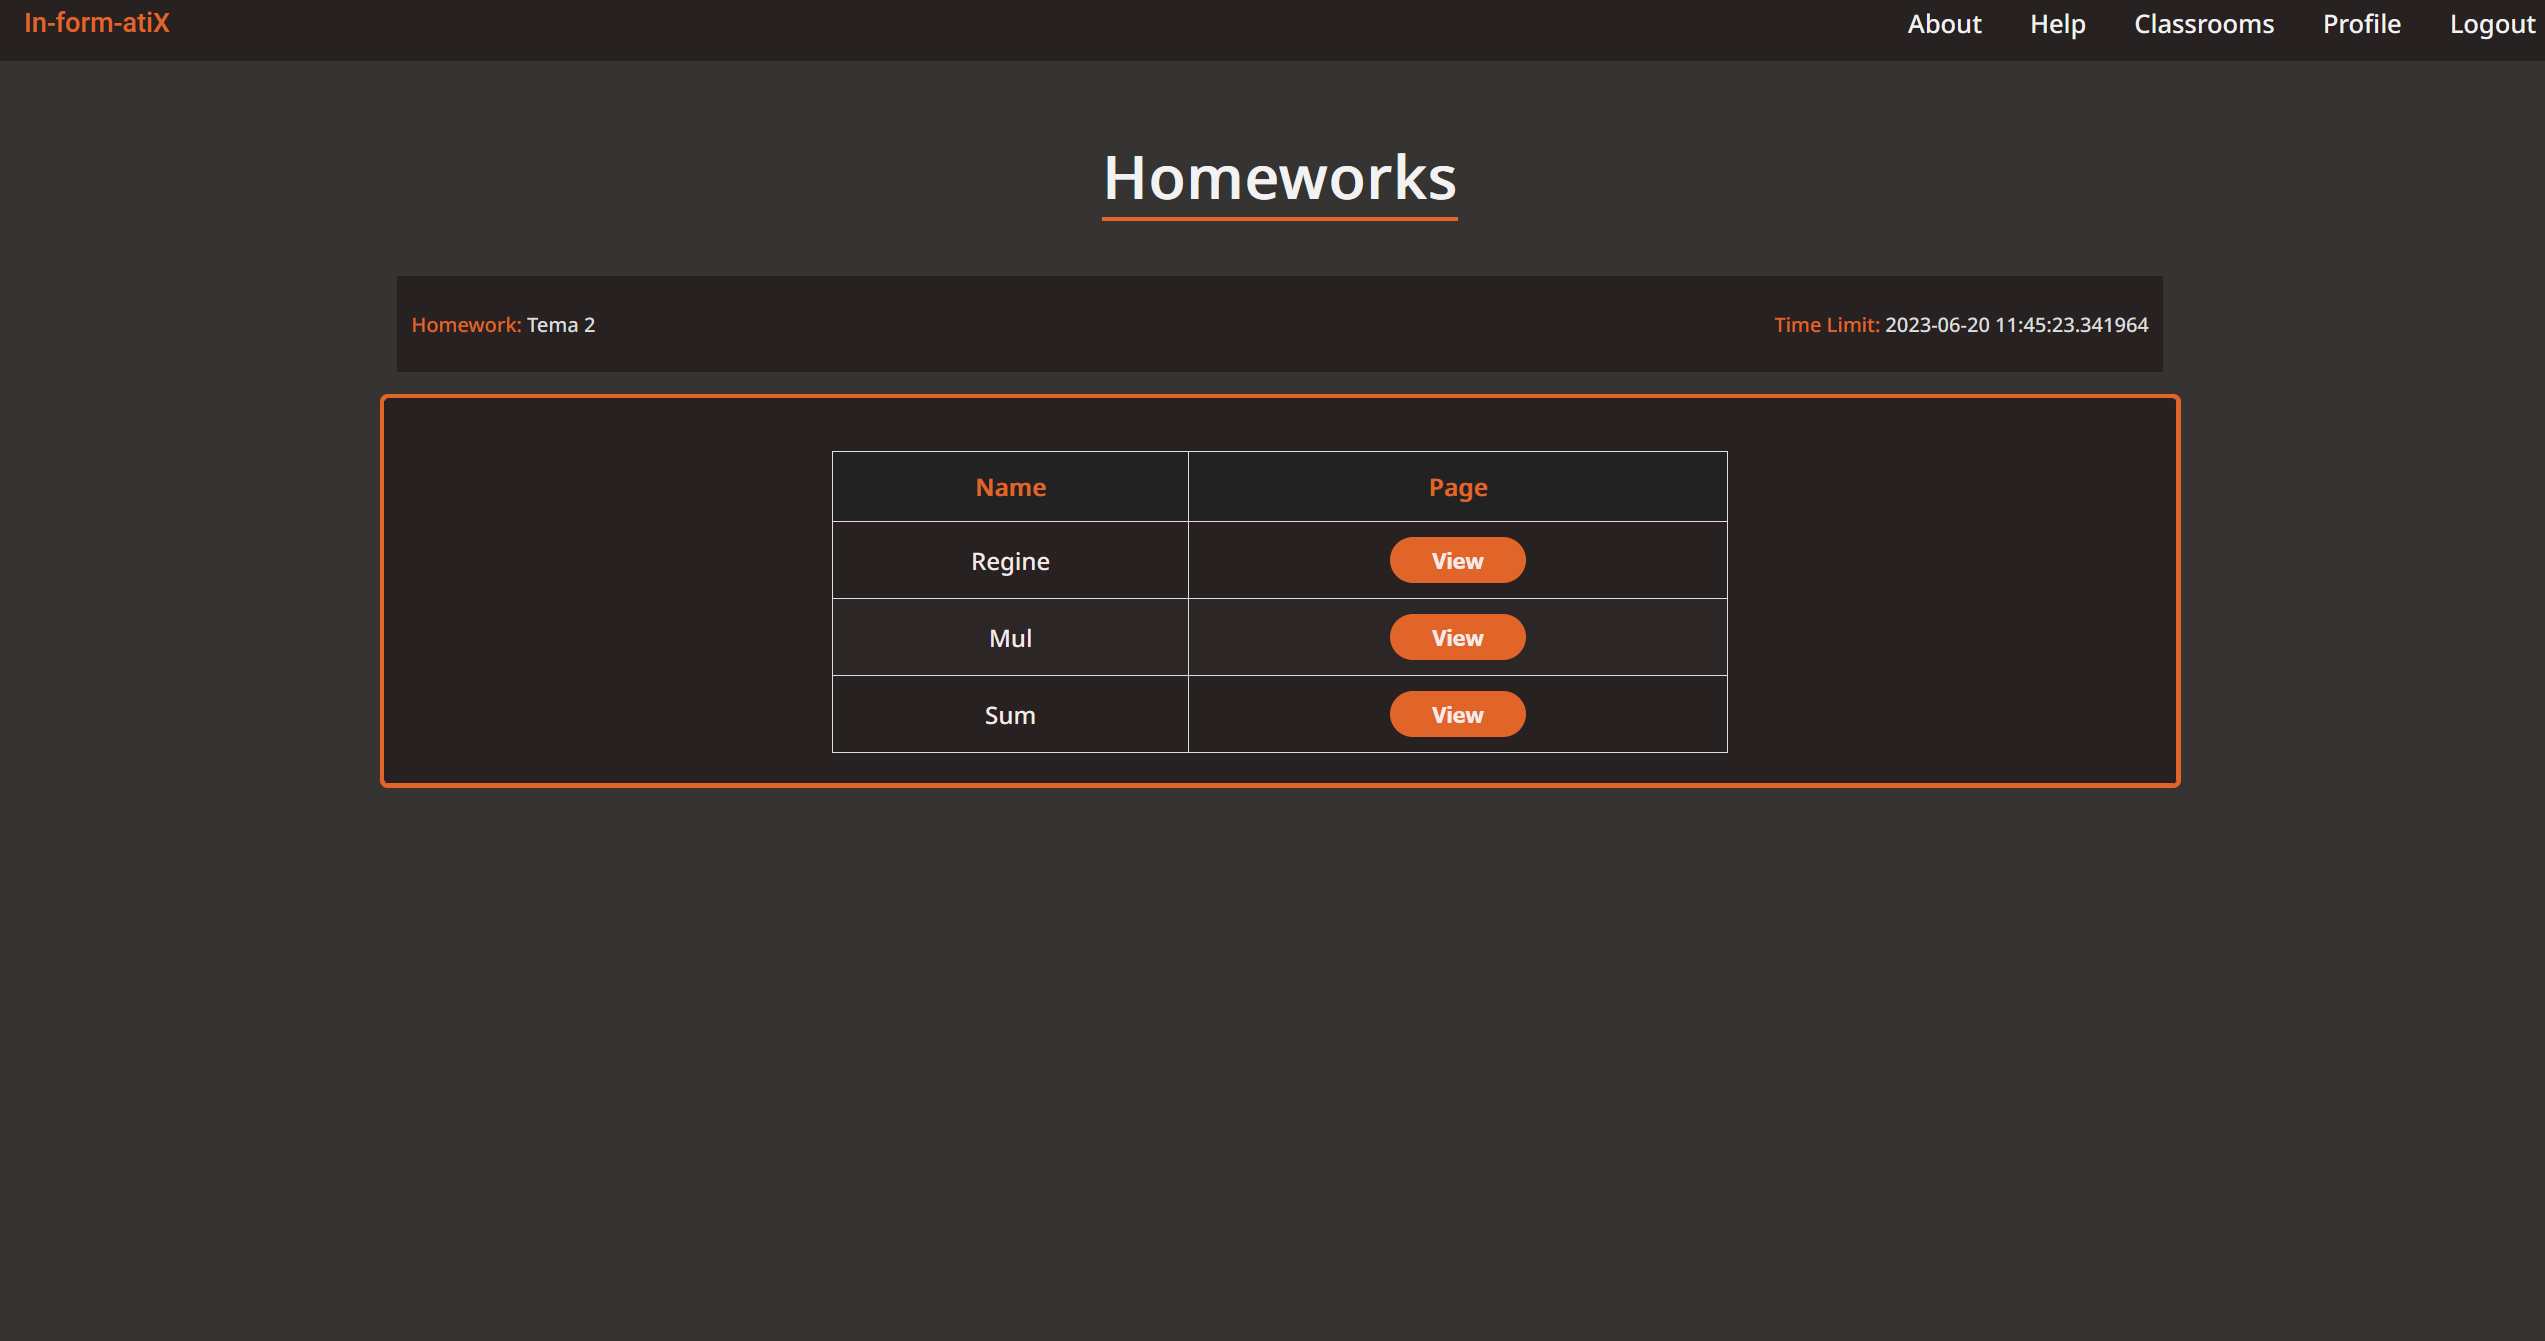 In-form-atiX About Help Classrooms Profile Logout
Homeworks
Homework: Tema 2 Time Limit: 2023-06-20 11:45:23.341964
Name Page
Regine View
Mul View
Sum View